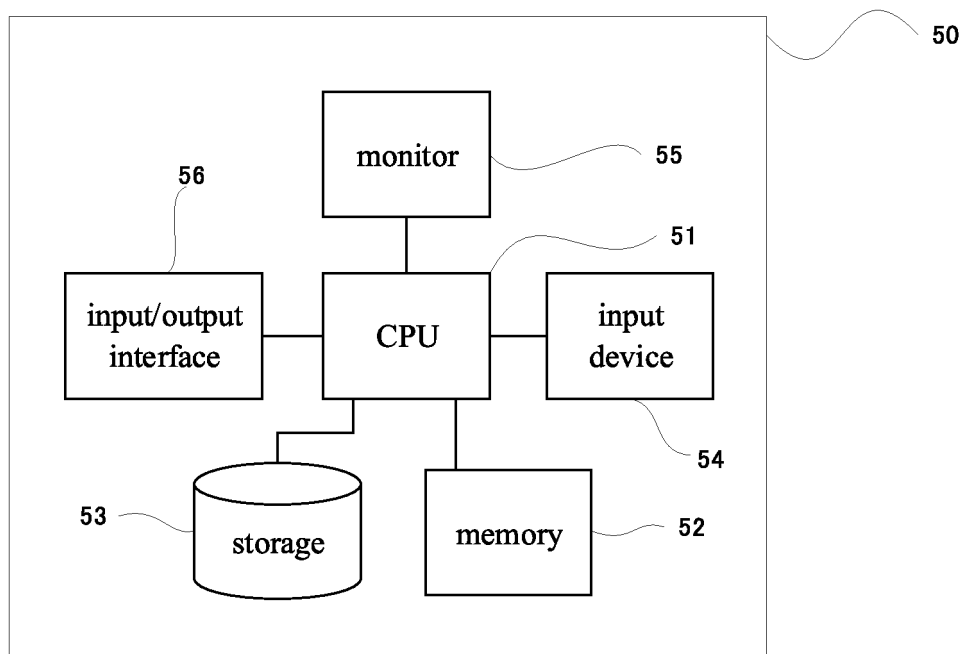 50
monitor
55
56
51
input/output
interface
CPU
input
device
54
53
storage
memory
52